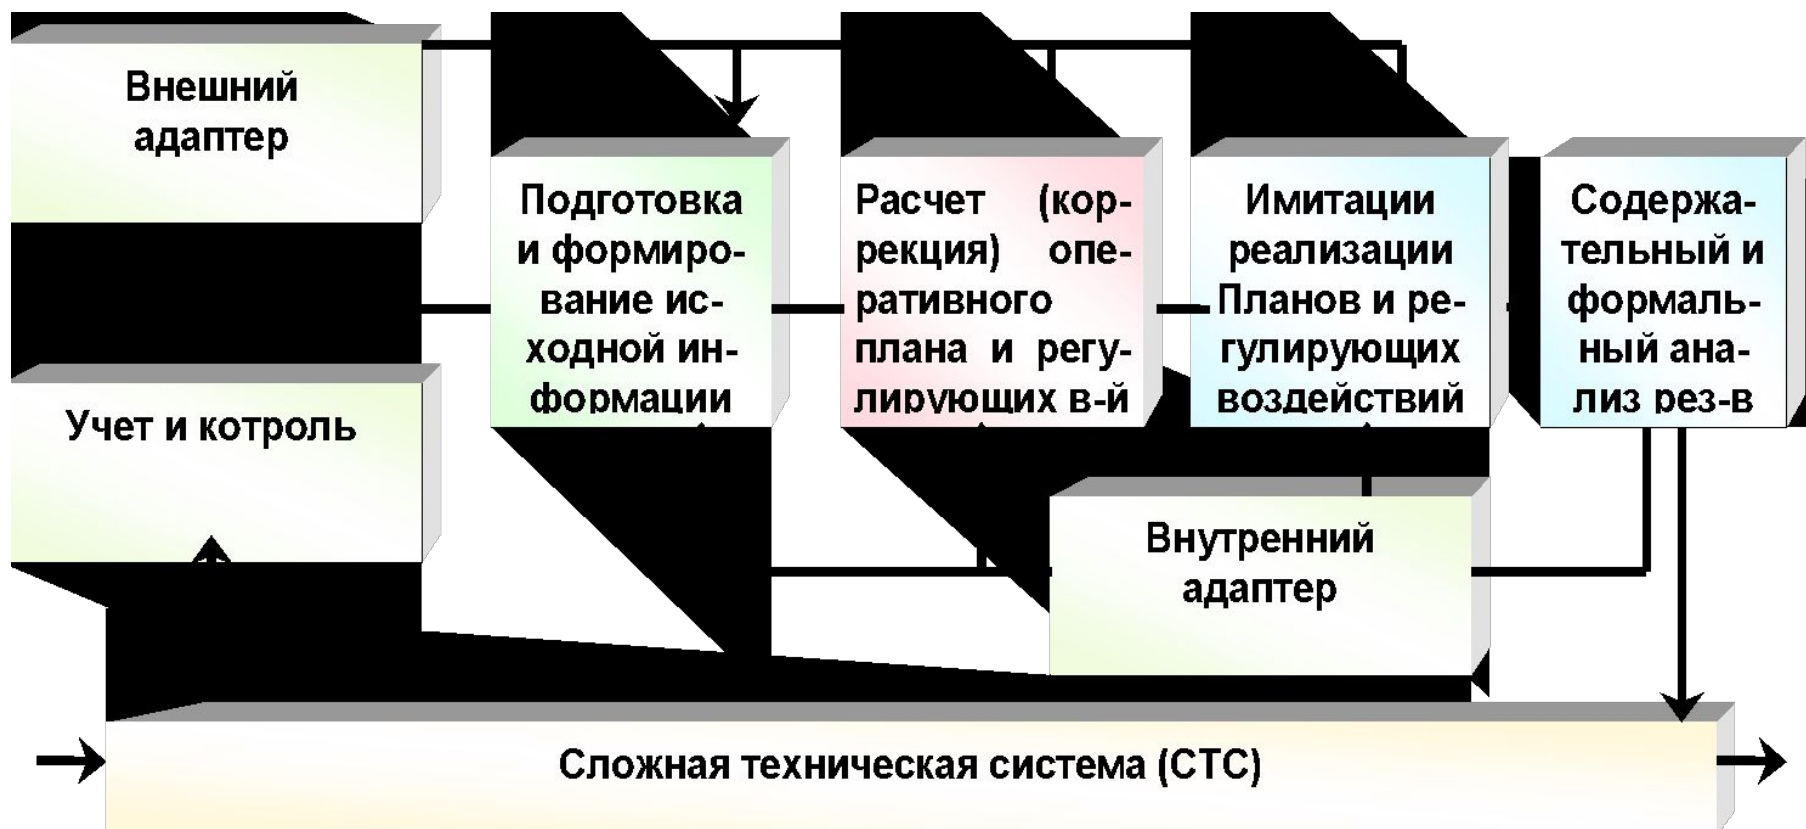 Внешний
адаптер
Подготовка
и формиро-
вание ис-
ходной ин-
формации
Расчет (кор-
рекция) опе-
ративного
плана и регу-
лирующих в-й
Имитации
реализации
Планов и ре-
гулирующих
воздействий
Содержа-
тельный и
формаль-
ный ана-
лиз рез-в
Учет и котроль
Внутренний
адаптер
Сложная техническая система (СТС)